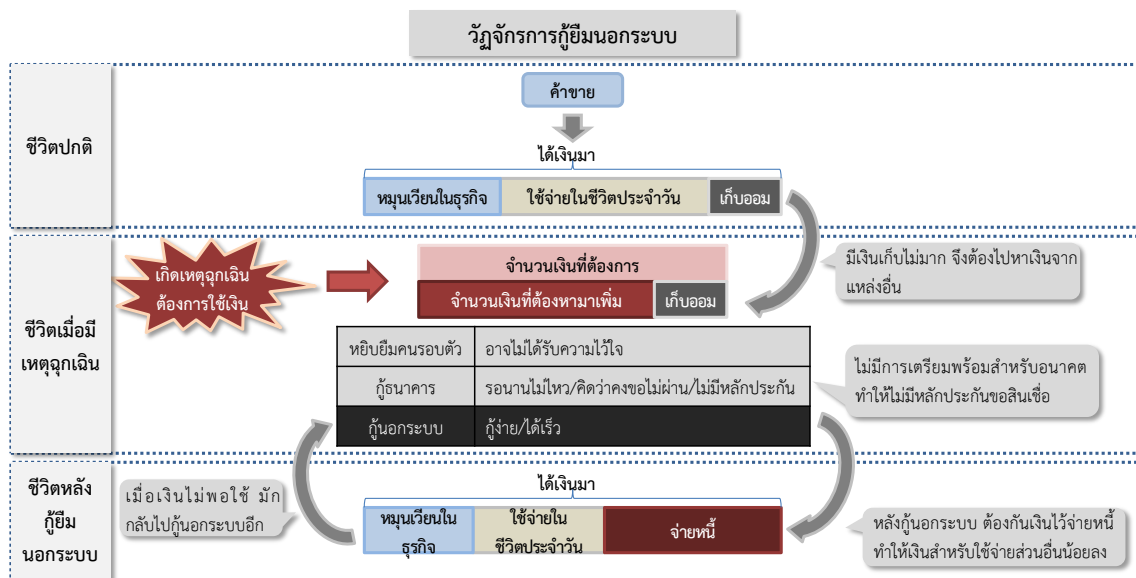 วัฏจักรการกู้ยืมนอกระบบ
ชีวิตปกติ
ค้าขาย
ได้เงินมา
หมุนเวียนในธุรกิจ
ใช้จ่ายในชีวิตประจำวัน
เก็บออม
ชีวิตเมื่อมี
เหตุฉุกเฉิน
เกิดเหตุฉุกเฉิน
ต้องการใช้เงิน
จำนวนเงินที่ต้องการ
จำนวนเงินที่ต้องหามาเพิ่ม
เก็บออม
มีเงินเก็บไม่มาก จึงต้องไปหาเงินจาก
แหล่งอื่น
หยิบยืมคนรอบตัว
อาจไม่ได้รับความไว้ใจ
กู้ธนาคาร
รอนานไม่ไหว/คิดว่าคงขอไม่ผ่าน/ไม่มีหลักประกัน
กู้นอกระบบ
กู้ง่าย/ได้เร็ว
ไม่มีการเตรียมพร้อมสำหรับอนาคต
ทำให้ไม่มีหลักประกันขอสินเชื่อ
ชีวิตหลัง
กู้ยืม
นอกระบบ
เมื่อเงินไม่พอใช้ มัก
กลับไปกู้นอกระบบอีก
ได้เงินมา
หมุนเวียนใน
ธุรกิจ
ใช้จ่ายใน
ชีวิตประจำวัน
จ่ายหนี้
หลังกู้นอกระบบ ต้องกันเงินไว้จ่ายหนี้
ทำให้เงินสำหรับใช้จ่ายส่วนอื่นน้อยลง